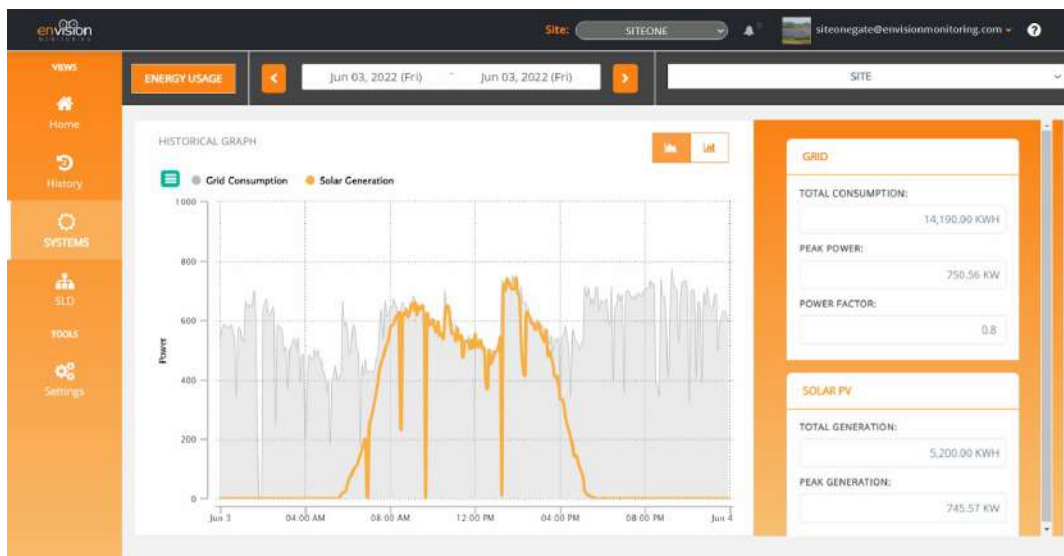 envision
MONITORING
Site: SITEONE
siteonegate@envisionmonitoring.com
?
VIEWS
Home
History
SYSTEMS
SLD
TOOLS
Settings
ENERGY USAGE
< Jun 03, 2022 (Fri) ~ Jun 03, 2022 (Fri) >
SITE
HISTORICAL GRAPH
Grid Consumption Solar Generation
Power
1000
800
600
400
200
0
Jun 3 04:00 AM 08:00 AM 12:00 PM 04:00 PM 08:00 PM Jun 4
GRID
TOTAL CONSUMPTION:
14,190.00 KWH
PEAK POWER:
750.56 KW
POWER FACTOR:
0.8
SOLAR PV
TOTAL GENERATION:
5,200.00 KWH
PEAK GENERATION:
745.57 KW